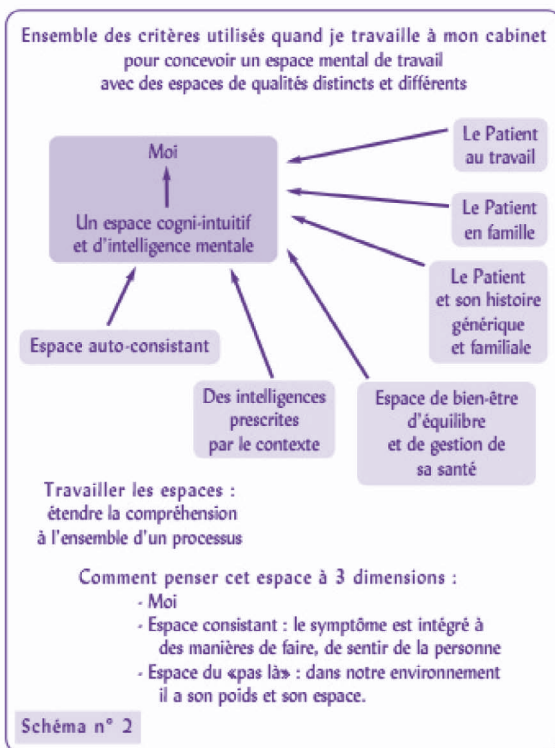 Ensemble des critères utilisés quand je travaille à mon cabinet
pour concevoir un espace mental de travail
avec des espaces de qualités distincts et différents
Moi
Un espace cogni-intuitif
et d'intelligence mentale
Le Patient
au travail
Le Patient
en famille
Le Patient
et son histoire
générique
et familiale
Espace auto-consistant
Des intelligences
prescrites
par le contexte
Espace de bien-être
d'équilibre
et de gestion de
sa santé
Travailler les espaces :
étendre la compréhension
à l'ensemble d'un processus
Comment penser cet espace à 3 dimensions :
- Moi
- Espace consistant : le symptôme est intégré à
des manières de faire, de sentir de la personne
- Espace du «pas là» : dans notre environnement
il a son poids et son espace.
Schéma n° 2